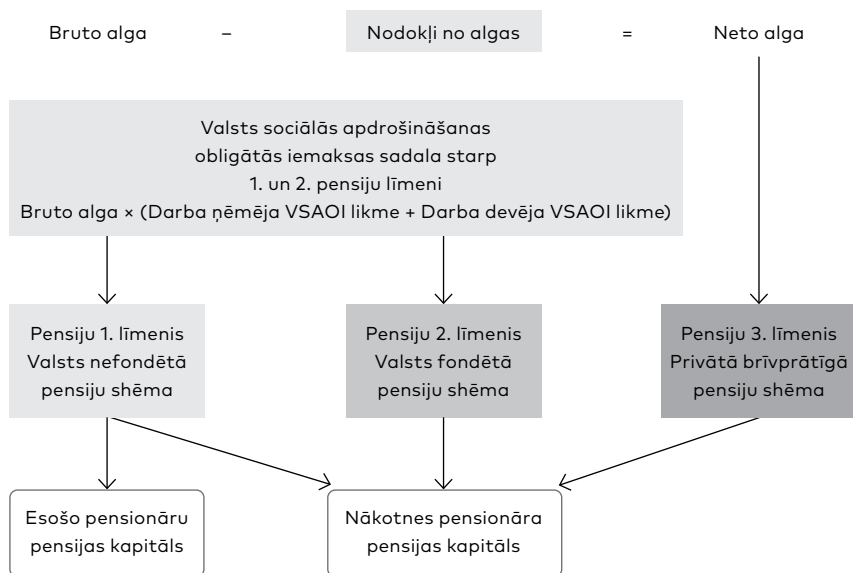 Bruto alga – Nodokļi no algas = Neto alga
Valsts sociālās apdrošināšanas
obligātās iemaksas sadala starp
1. un 2. pensiju līmeni
Bruto alga × (Darba ņēmēja VSAOI likme + Darba devēja VSAOI likme)
Pensiju 1. līmenis
Valsts nefondētā
pensiju shēma
Pensiju 2. līmenis
Valsts fondētā
pensiju shēma
Pensiju 3. līmenis
Privātā brīvprātīgā
pensiju shēma
Esošo pensionāru
pensijas kapitāls
Nākotnes pensionāra
pensijas kapitāls